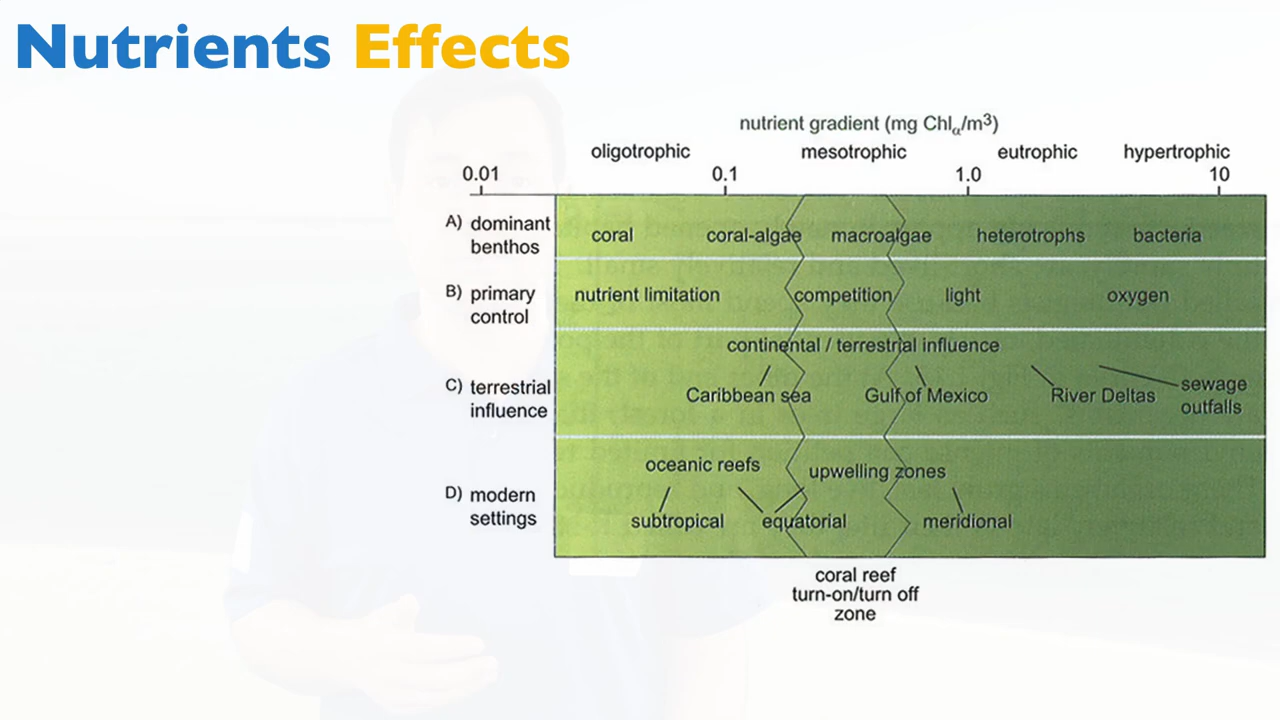 Nutrients Effects
nutrient gradient (mg Chlα/m³)
oligotrophic mesotrophic eutrophic hypertrophic
0.01 0.1 1.0 10
A) dominant
benthos
coral coral-algae macroalgae heterotrophs bacteria
B) primary
control
nutrient limitation competition light oxygen
continental / terrestrial influence
C) terrestrial
influence
Caribbean sea Gulf of Mexico River Deltas sewage
outfalls
oceanic reefs upwelling zones
D) modern
settings
subtropical equatorial meridional
coral reef
turn-on/turn off
zone